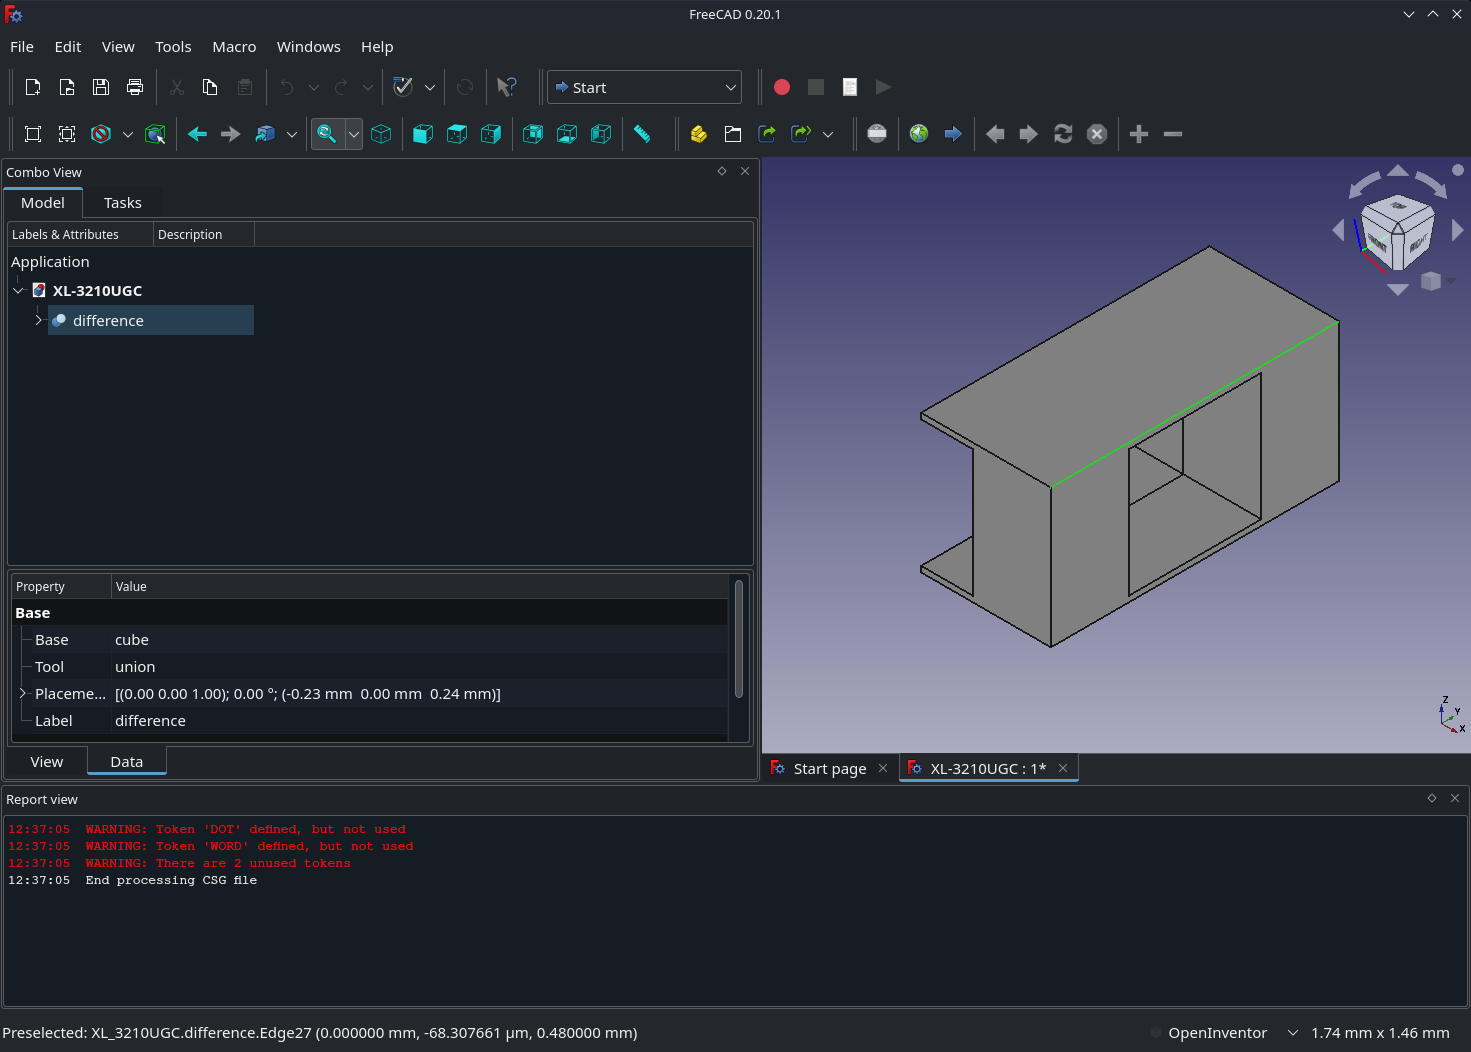 FreeCAD 0.20.1
File Edit View Tools Macro Windows Help
Start
Combo View
Model Tasks
Labels & Attributes Description
Application
XL-3210UGC
difference
Property Value
Base
Base cube
Tool union
Placeme... [(0.00 0.00 1.00); 0.00 °; (-0.23 mm 0.00 mm 0.24 mm)]
Label difference
View Data
RIGHT
Z
Y
X
Start page XL-3210UGC : 1*
Report view
12:37:05 WARNING: Token 'DOT' defined, but not used
12:37:05 WARNING: Token 'WORD' defined, but not used
12:37:05 WARNING: There are 2 unused tokens
12:37:05 End processing CSG file
Preselected: XL_3210UGC.difference.Edge27 (0.000000 mm, -68.307661 µm, 0.480000 mm)
OpenInventor 1.74 mm x 1.46 mm